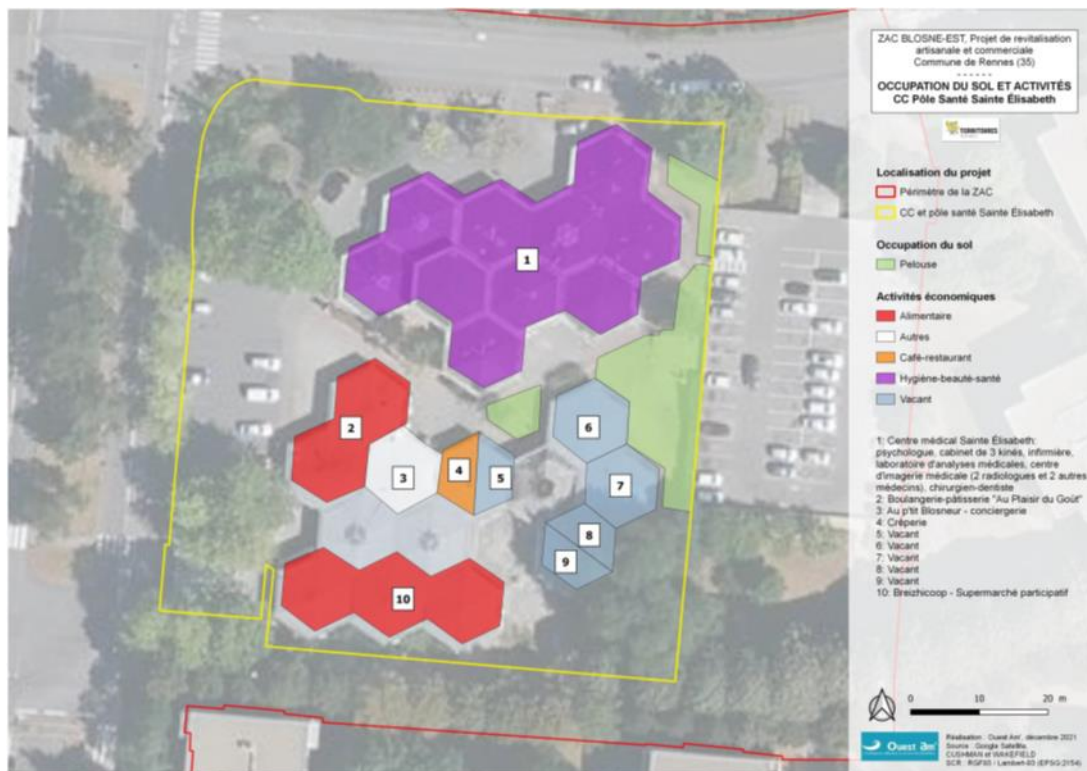 ZAC BLOSNE-EST, Projet de revitalisation
artisanale et commerciale
Commune de Rennes (35)
------
OCCUPATION DU SOL ET ACTIVITÉS
CC Pôle Santé Sainte Élisabeth
TERRITOIRES
Localisation du projet
Périmètre de la ZAC
CC et pôle santé Sainte Élisabeth
Occupation du sol
Pelouse
Activités économiques
Alimentaire
Autres
Café-restaurant
Hygiène-beauté-santé
Vacant
1: Centre médical Sainte Élisabeth:
psychologue, cabinet de 3 kinés, infirmière,
laboratoire d'analyses médicales, centre
d'imagerie médicale (2 radiologues et 2 autres
médecins), chirurgien-dentiste
2: Boulangerie-pâtisserie "Au Plaisir du Goût"
3: Au p'tit Blosneur - conciergerie
4: Crêperie
5: Vacant
6: Vacant
7: Vacant
8: Vacant
9: Vacant
10: Breizhicoop - Supermarché participatif
1
2
3
4
5
6
7
8
9
10
0 10 20 m
Ouest Am'
Réalisation : Ouest Am', décembre 2021
Source : Google Satellite,
CUSHMAN et WAKEFIELD
SCR : RGF93 / Lambert-93 (EPSG:2154)